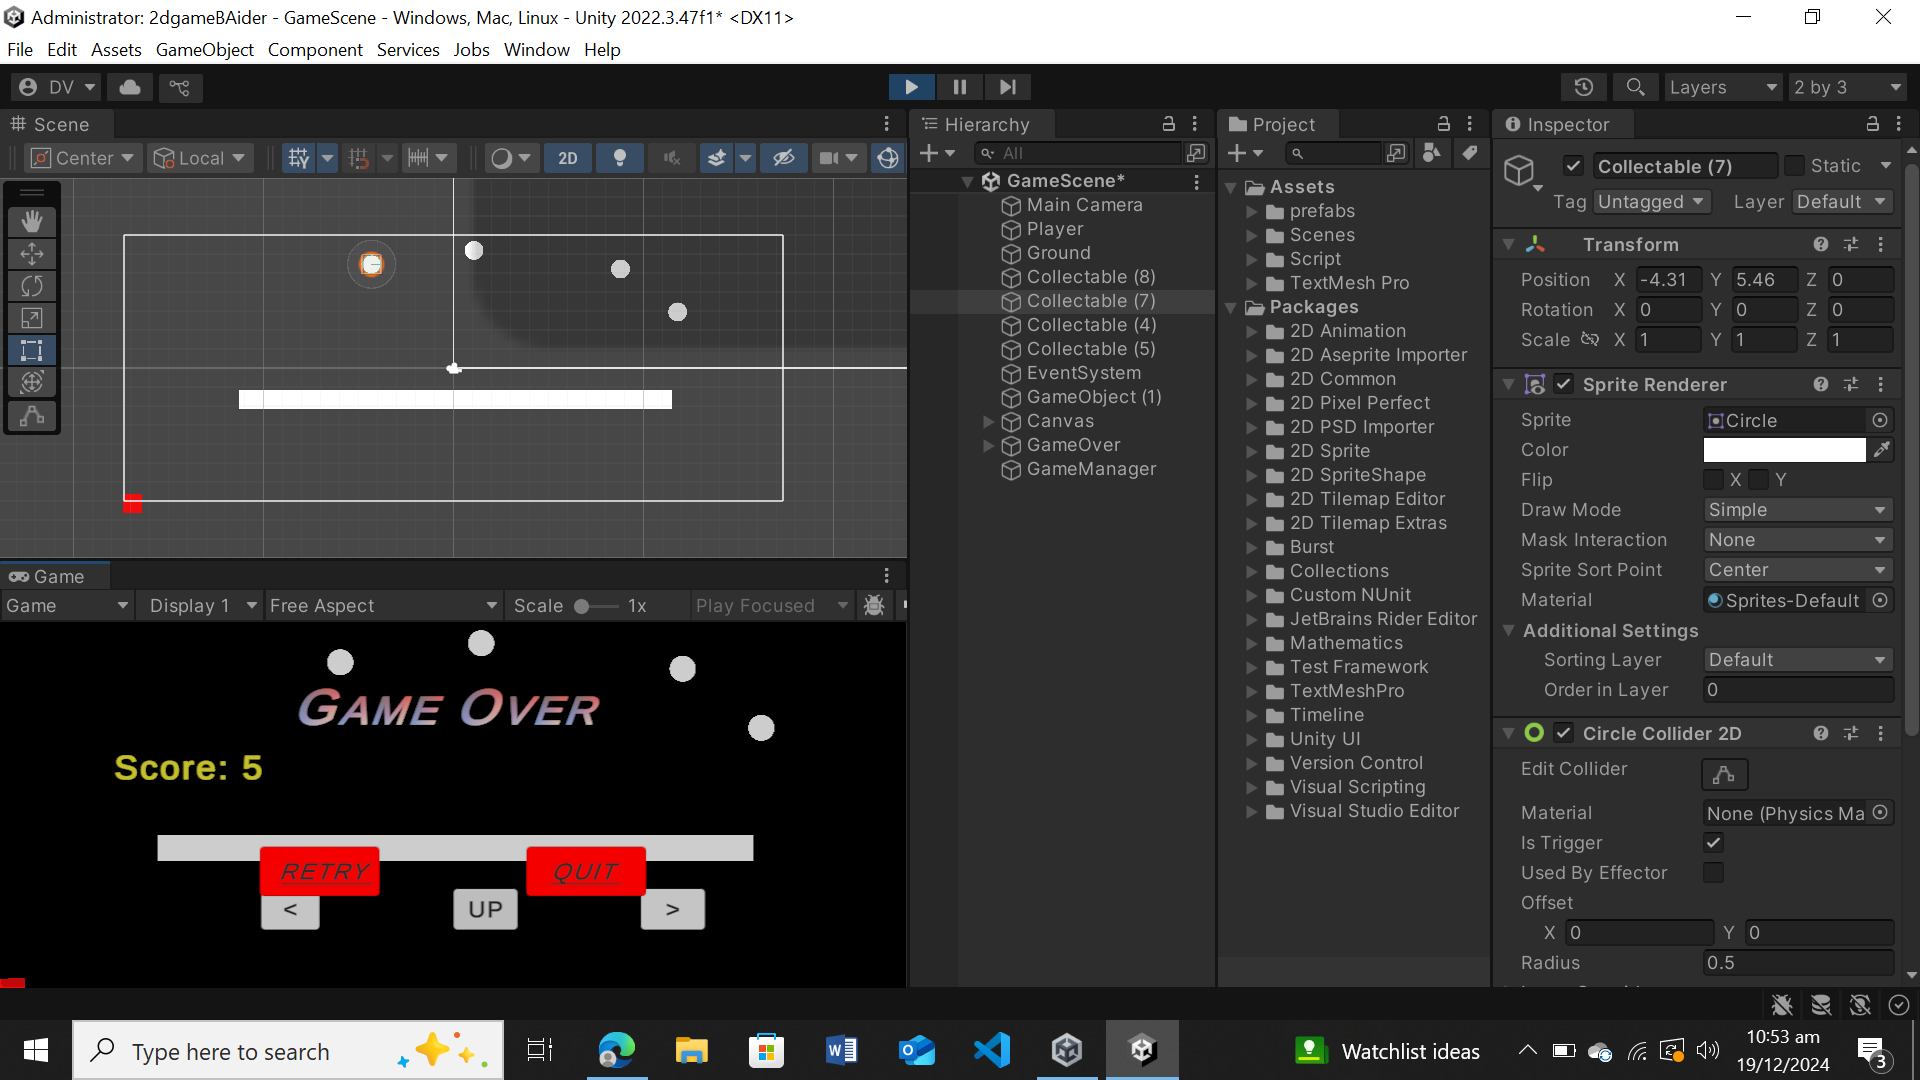 Administrator: 2dgameBAider - GameScene - Windows, Mac, Linux - Unity 2022.3.47f1* <DX11>
File Edit Assets GameObject Component Services Jobs Window Help
DV
Layers
2 by 3
Scene
Center
Local
2D
Game
Game
Display 1
Free Aspect
Scale
1x
Play Focused
GAME OVER
Score: 5
RETRY
QUIT
<
UP
>
Hierarchy
All
GameScene*
Main Camera
Player
Ground
Collectable (8)
Collectable (7)
Collectable (4)
Collectable (5)
EventSystem
GameObject (1)
Canvas
GameOver
GameManager
Project
Assets
prefabs
Scenes
Script
TextMesh Pro
Packages
2D Animation
2D Aseprite Importer
2D Common
2D Pixel Perfect
2D PSD Importer
2D Sprite
2D SpriteShape
2D Tilemap Editor
2D Tilemap Extras
Burst
Collections
Custom NUnit
JetBrains Rider Editor
Mathematics
Test Framework
TextMeshPro
Timeline
Unity UI
Version Control
Visual Scripting
Visual Studio Editor
Inspector
Collectable (7)
Static
Tag Untagged Layer Default
Transform
Position X -4.31 Y 5.46 Z 0
Rotation X 0 Y 0 Z 0
Scale X 1 Y 1 Z 1
Sprite Renderer
Sprite Circle
Color
Flip X Y
Draw Mode Simple
Mask Interaction None
Sprite Sort Point Center
Material Sprites-Default
Additional Settings
Sorting Layer Default
Order in Layer 0
Circle Collider 2D
Edit Collider
Material None (Physics Ma
Is Trigger
Used By Effector
Offset
X 0 Y 0
Radius 0.5
Type here to search
Watchlist ideas
10:53 am
19/12/2024
3